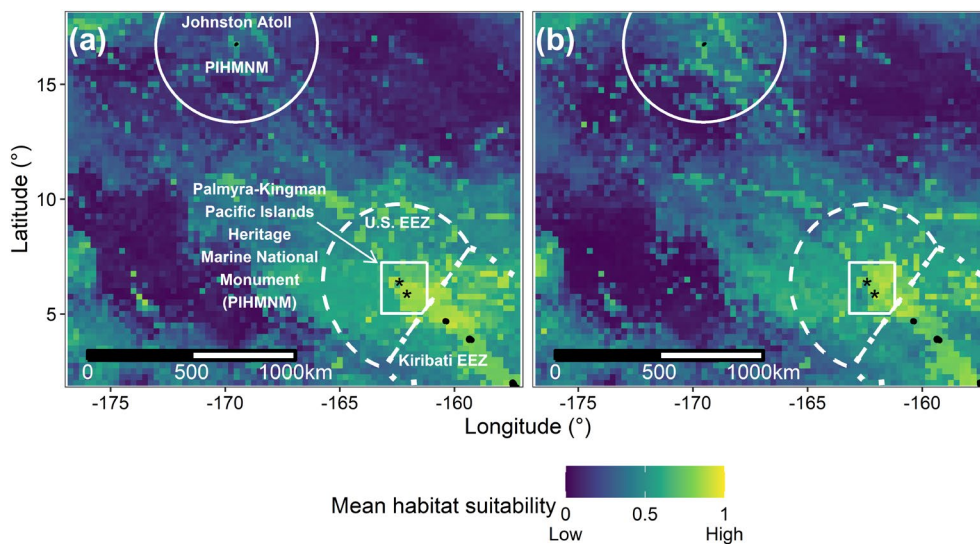 (a)
Johnston Atoll
PIHMNM
Palmyra-Kingman
Pacific Islands
Heritage
Marine National
Monument
(PIHMNM)
U.S. EEZ
Kiribati EEZ
0 500 1000km
(b)
0 500 1000km
15
10
5
Latitude (°)
-175 -170 -165 -160
-175 -170 -165 -160
Longitude (°)
Mean habitat suitability
0 0.5 1
Low High